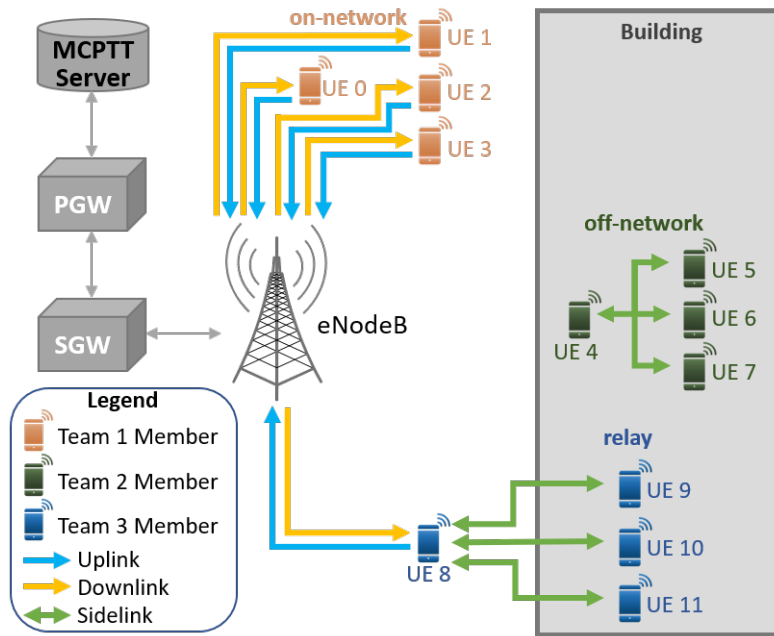 on-network
Building
MCPTT
Server
UE 1
UE 0
UE 2
UE 3
PGW
off-network
UE 5
UE 4
UE 6
UE 7
eNodeB
SGW
Legend
Team 1 Member
Team 2 Member
Team 3 Member
Uplink
Downlink
Sidelink
relay
UE 9
UE 8
UE 10
UE 11